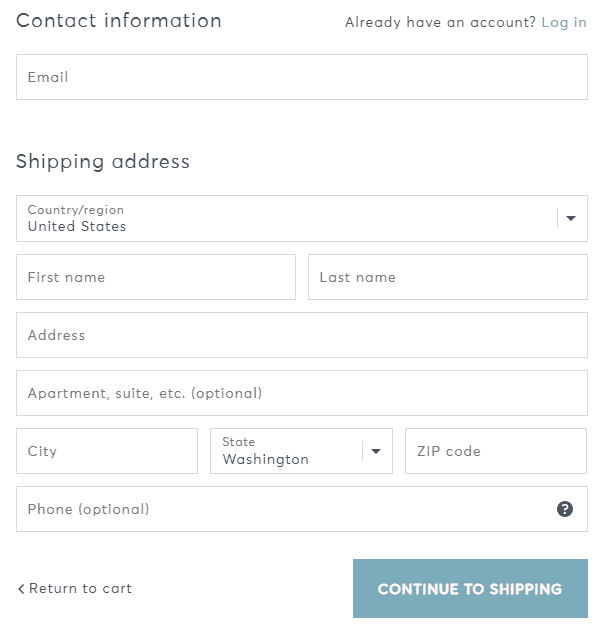 Contact information
Already have an account? Log in
Email
Shipping address
Country/region
United States
First name
Last name
Address
Apartment, suite, etc. (optional)
City
State
Washington
ZIP code
Phone (optional)
?
Return to cart
CONTINUE TO SHIPPING